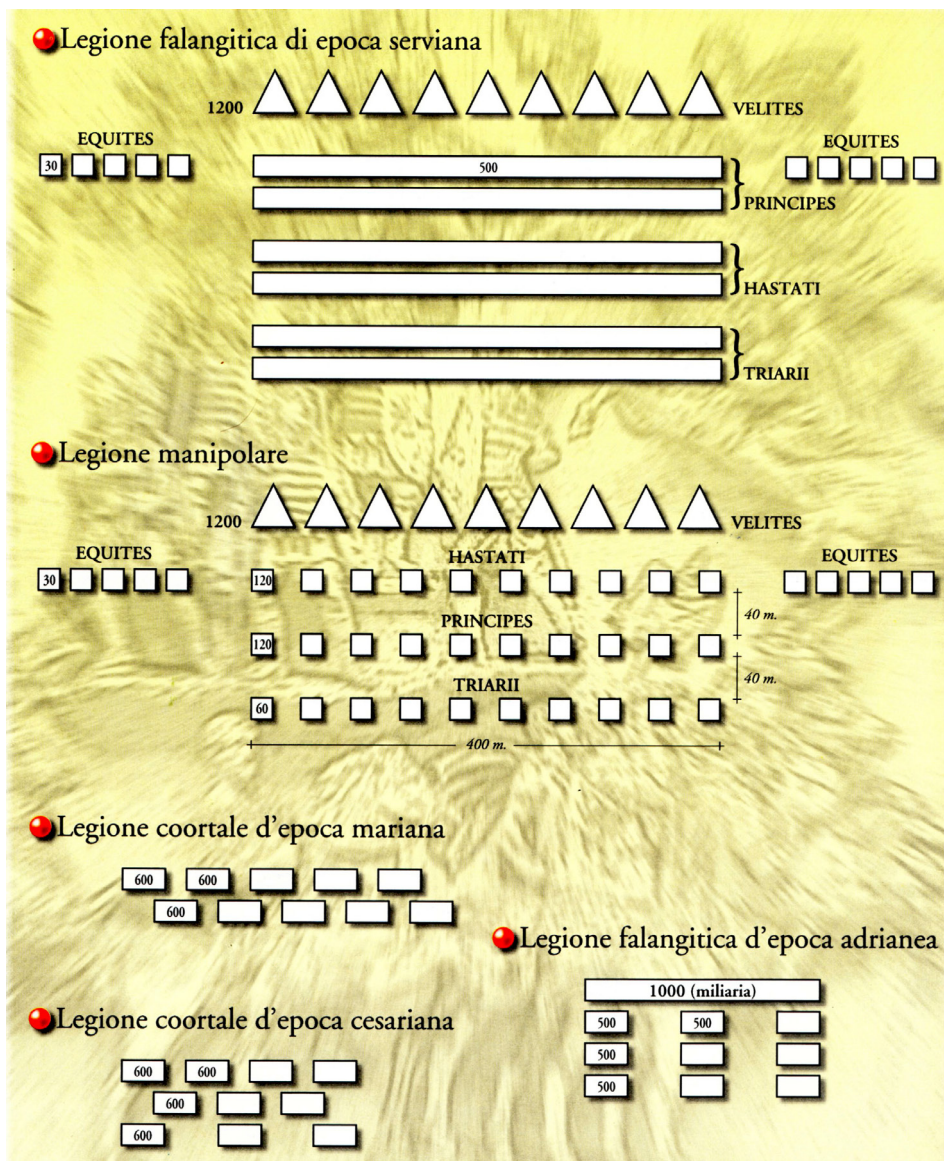 Legione falangitica di epoca serviana
1200 VELITES
EQUITES EQUITES
30 500
PRINCIPES
HASTATI
TRIARII
Legione manipolare
1200 VELITES
EQUITES HASTATI EQUITES
30 120
40 m.
PRINCIPES
120
40 m.
TRIARII
60
400 m.
Legione coortale d'epoca mariana
600 600
600
Legione falangitica d'epoca adrianea
1000 (miliaria)
500 500
500
500
Legione coortale d'epoca cesariana
600 600
600
600